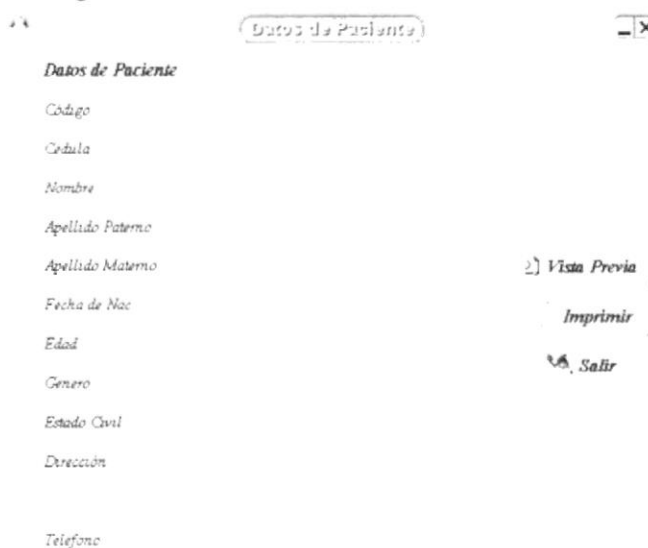 Datos de Paciente
Datos de Paciente
Código
Cedula
Nombre
Apellido Paterno
Apellido Materno
Vista Previa
Fecha de Nac
Imprimir
Edad
Salir
Genero
Estado Civil
Dirección
Telefono